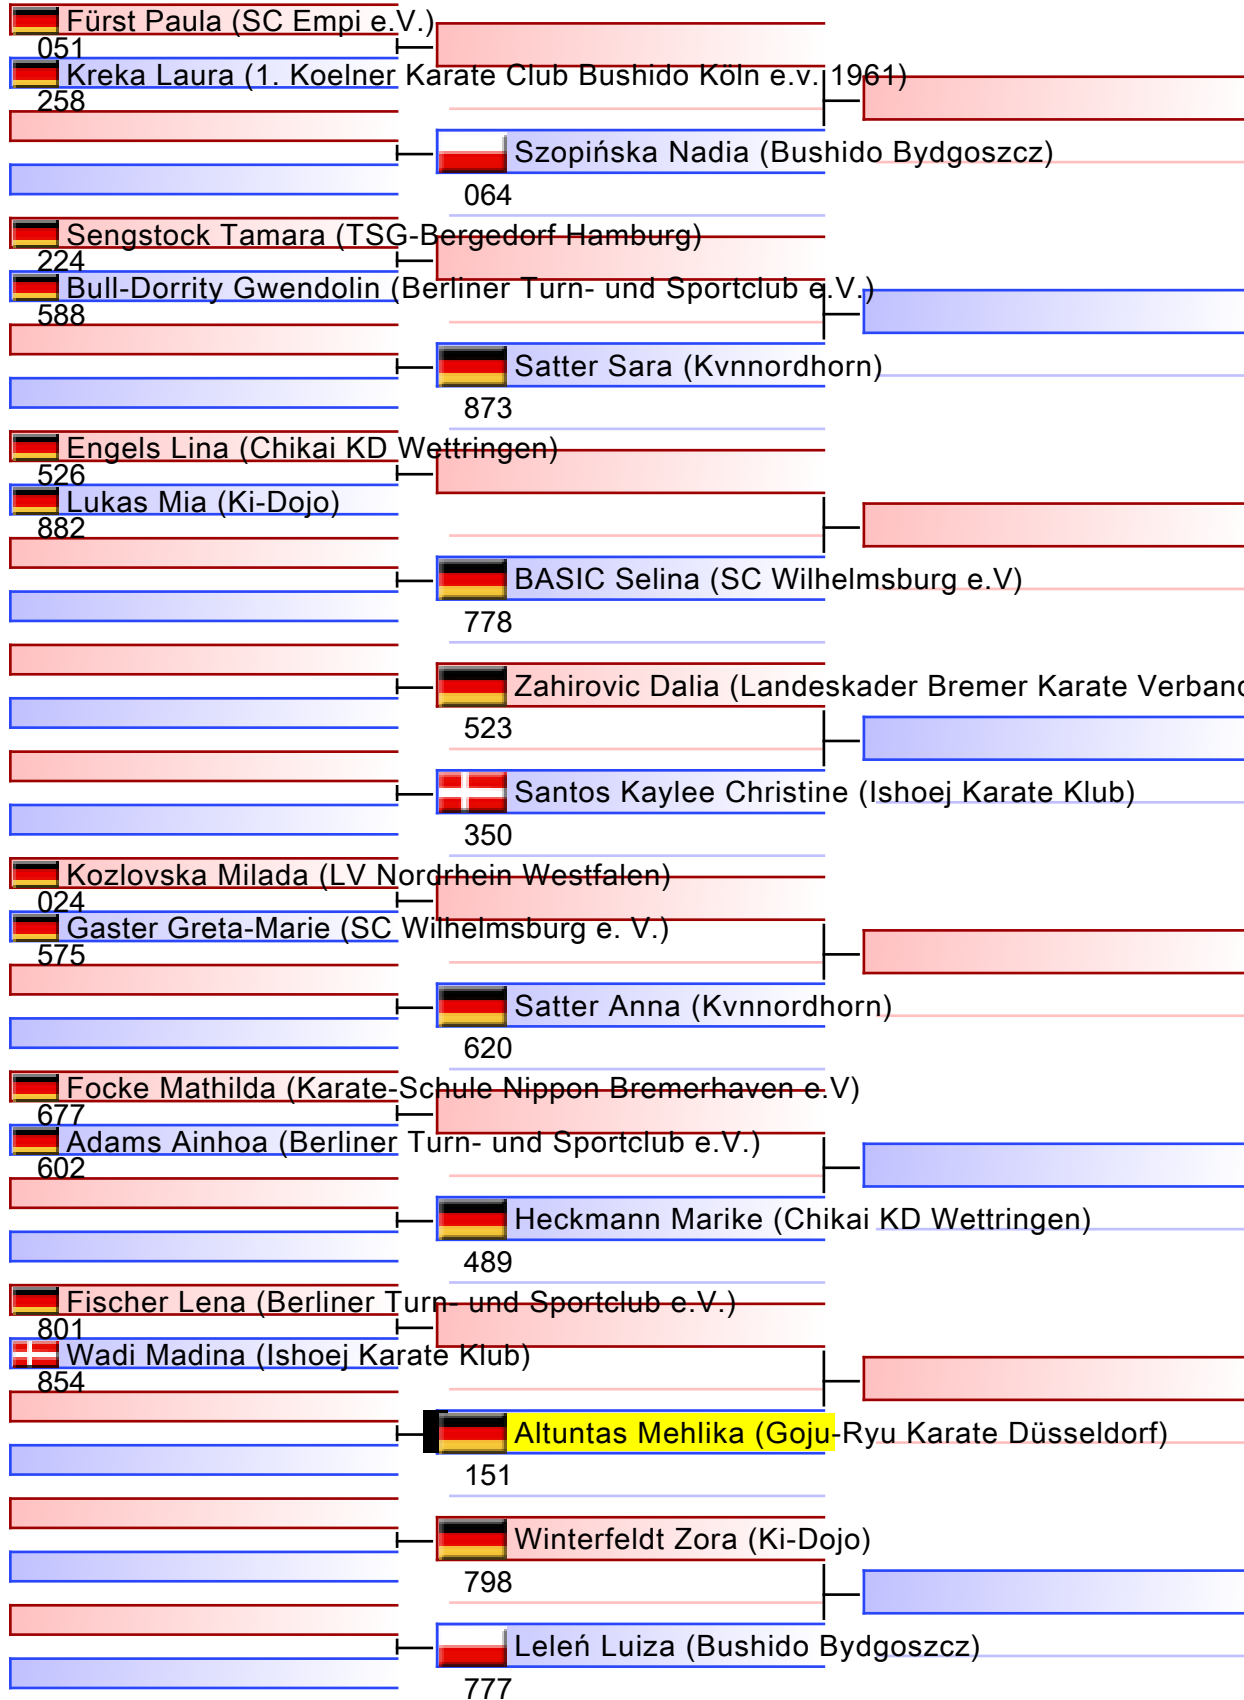 Fürst Paula (SC Empi e.V.)
051
Kreka Laura (1. Koelner Karate Club Bushido Köln e.v. 1961)
258
Szopińska Nadia (Bushido Bydgoszcz)
064
Sengstock Tamara (TSG-Bergedorf Hamburg)
224
Bull-Dorrity Gwendolin (Berliner Turn- und Sportclub e.V.)
588
Satter Sara (Kvnnordhorn)
873
Engels Lina (Chikai KD Wettringen)
526
Lukas Mia (Ki-Dojo)
882
BASIC Selina (SC Wilhelmsburg e.V)
778
Zahirovic Dalia (Landeskader Bremer Karate Verband
523
Santos Kaylee Christine (Ishoej Karate Klub)
350
Kozlovska Milada (LV Nordrhein Westfalen)
024
Gaster Greta-Marie (SC Wilhelmsburg e. V.)
575
Satter Anna (Kvnnordhorn)
620
Focke Mathilda (Karate-Schule Nippon Bremerhaven e.V)
677
Adams Ainhoa (Berliner Turn- und Sportclub e.V.)
602
Heckmann Marike (Chikai KD Wettringen)
489
Fischer Lena (Berliner Turn- und Sportclub e.V.)
801
Wadi Madina (Ishoej Karate Klub)
854
Altuntas Mehlika (Goju-Ryu Karate Düsseldorf)
151
Winterfeldt Zora (Ki-Dojo)
798
Leleń Luiza (Bushido Bydgoszcz)
777